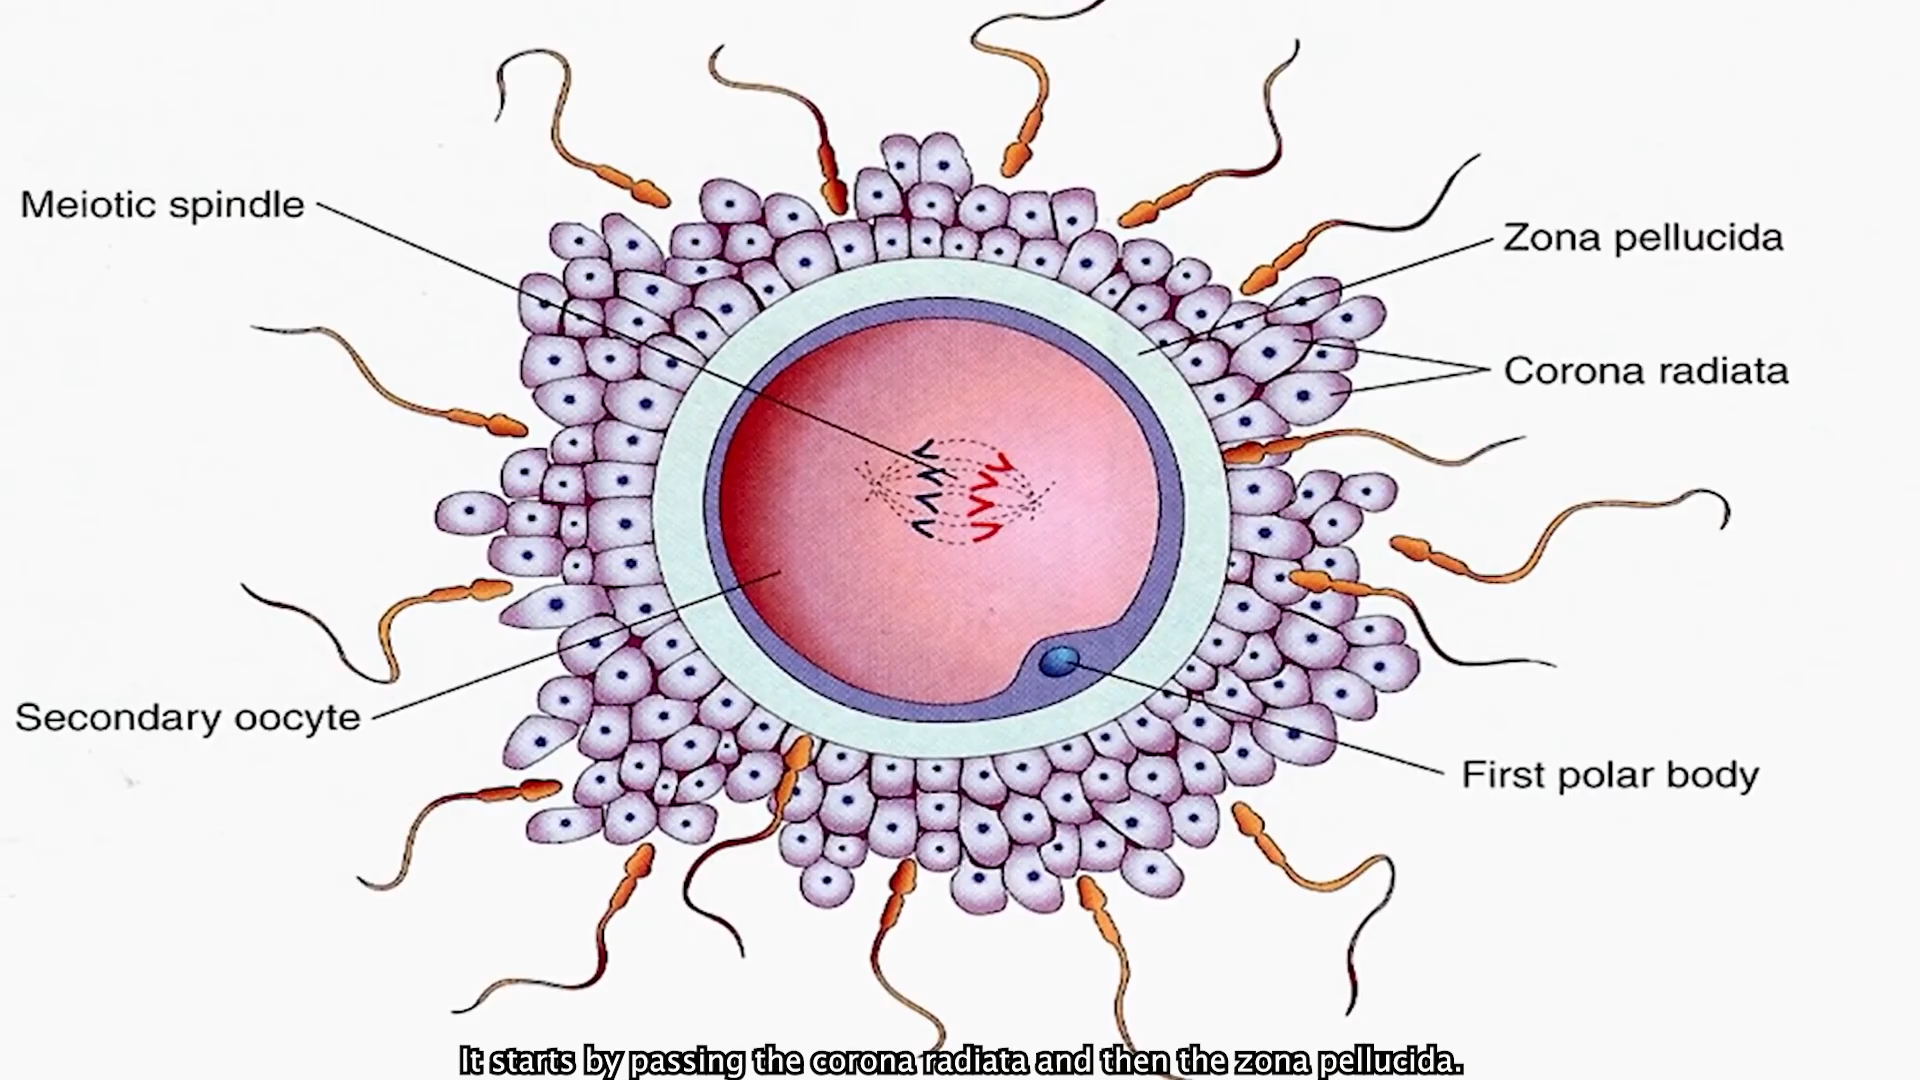 Meiotic spindle
Zona pellucida
Corona radiata
Secondary oocyte
First polar body
It starts by passing the corona radiata and then the zona pellucida.